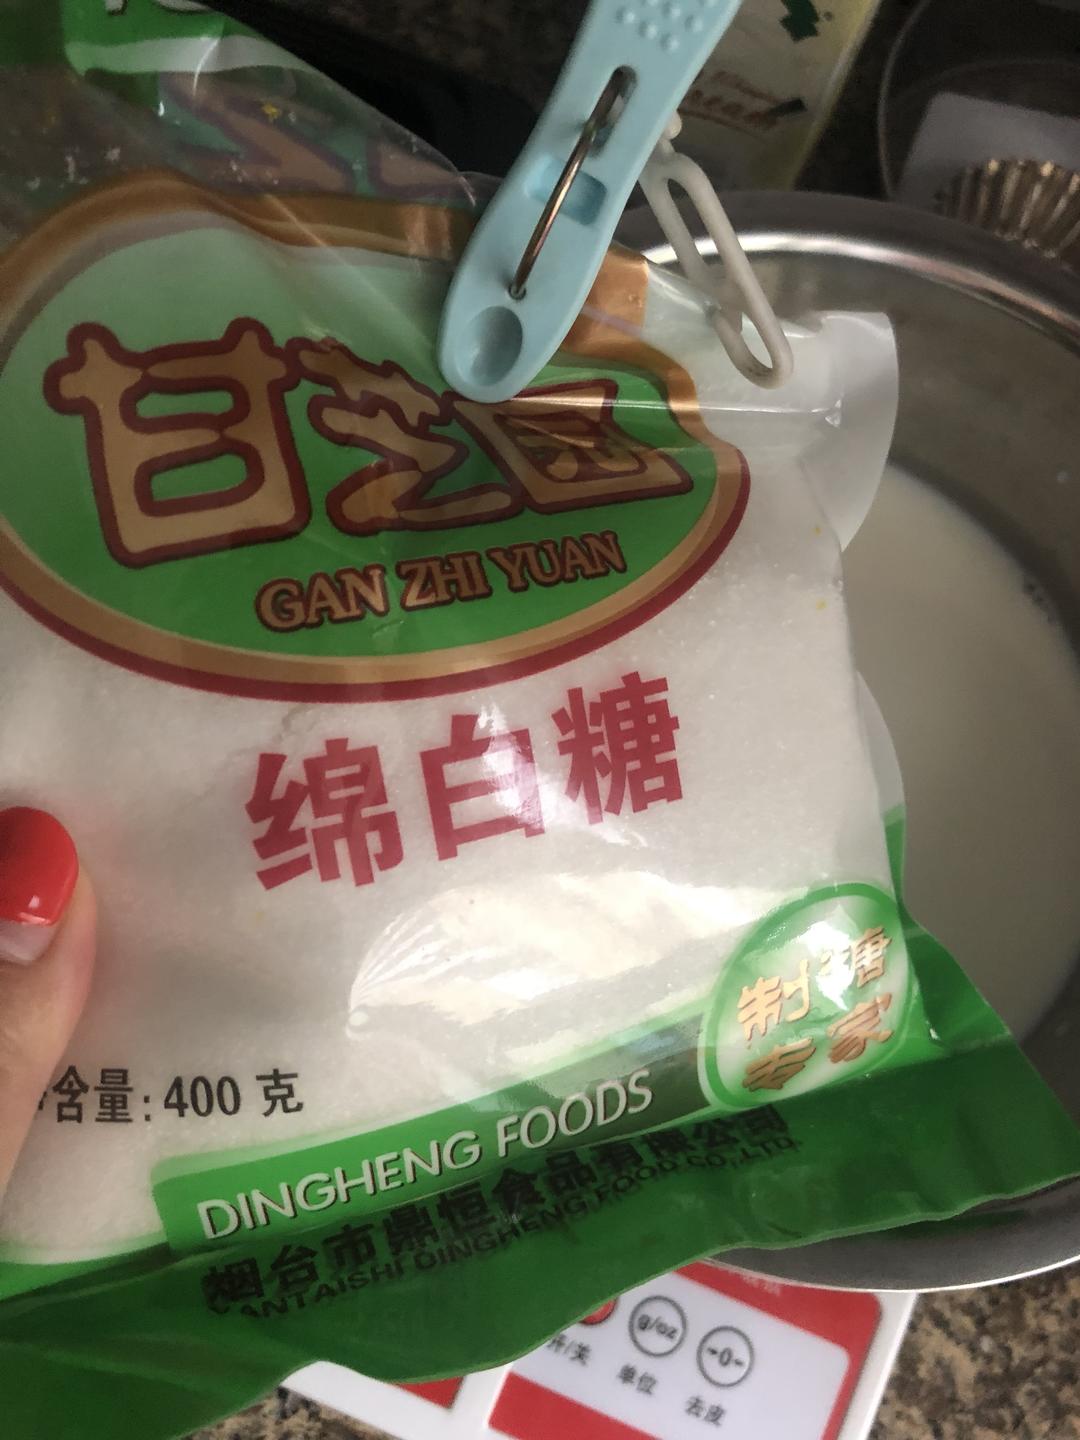 甘芝园
GAN ZHI YUAN
绵白糖
制糖
专家
含量: 400 克
DINGHENG FOODS
烟台市鼎恒食品有限公司
YANTAISHI DINGHENG FOOD CO.,LTD.
g/oz
-0-
开/关
单位
去皮